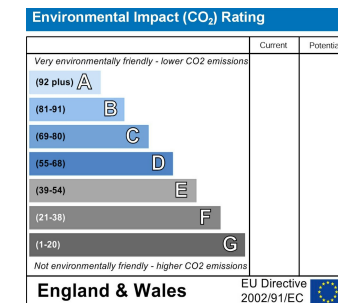 Environmental Impact (CO₂) Rating
Current Potentia
Very environmentally friendly - lower CO2 emissions
(92 plus) A
(81-91) B
(69-80) C
(55-68) D
(39-54) E
(21-38) F
(1-20) G
Not environmentally friendly - higher CO2 emissions
England & Wales
EU Directive
2002/91/EC